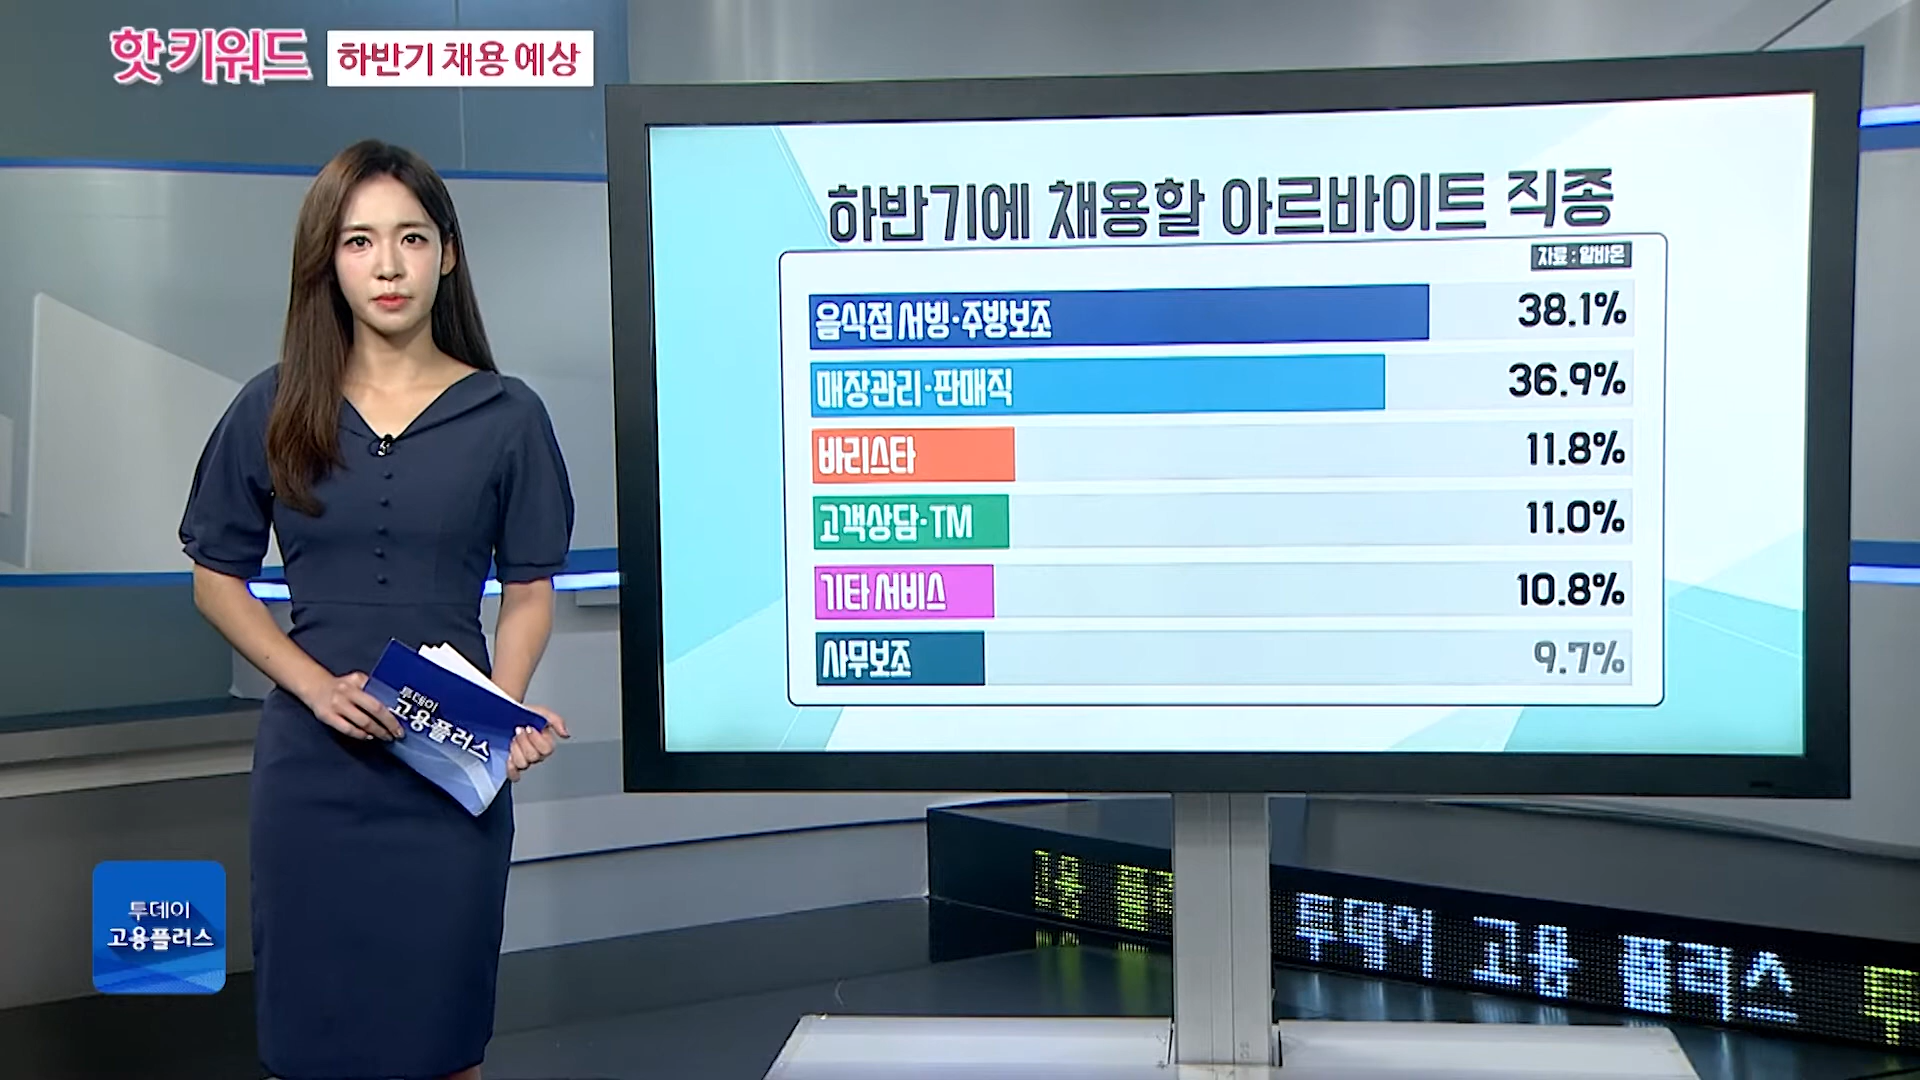 핫키워드
하반기 채용 예상
하반기에 채용할 아르바이트 직종
자료 : 알바몬
음식점 서빙·주방보조 38.1%
매장관리·판매직 36.9%
바리스타 11.8%
고객상담·TM 11.0%
기타 서비스 10.8%
사무보조 9.7%
투데이
고용플러스
투데이
고용플러스
고용 플러 투데이 고용 플러스 투